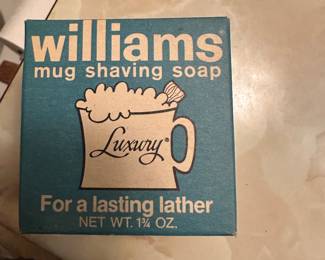 williams
mug shaving soap
Luxury®
For a lasting lather
NET WT. 1¾ OZ.